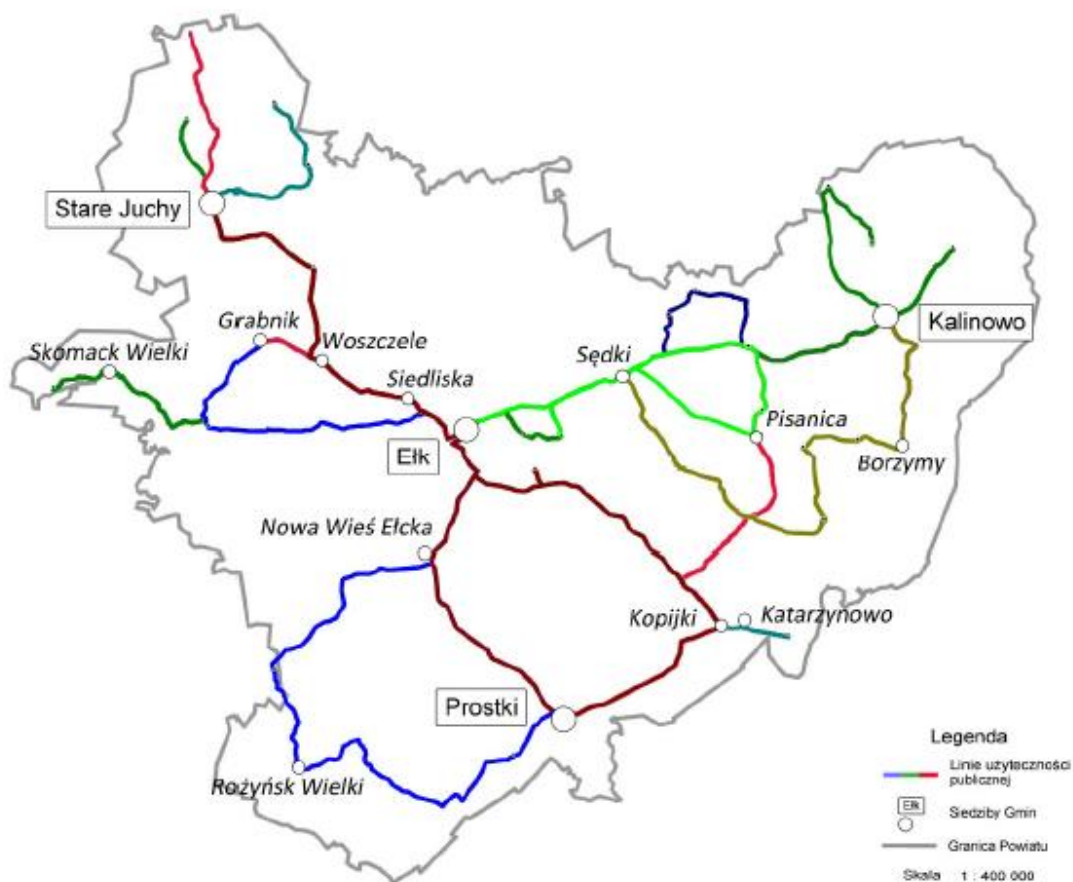 Stare Juchy
Grabnik
Woszczele
Skomack Wielki
Siedliska
Sędki
Kalinowo
Pisanica
Ełk
Borzymy
Nowa Wieś Ełcka
Kopijki
Katarzynowo
Prostki
Rożyńsk Wielki
Legenda
Linie użyteczności
publicznej
Ełk
Siedziby Gmin
Granica Powiatu
Skala 1 : 400 000